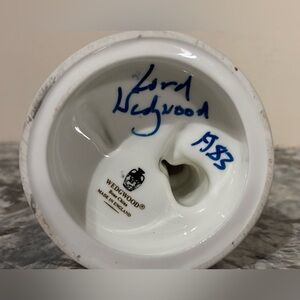 Lord
Wedgwood
1983
WEDGWOOD®
Bone China
MADE IN ENGLAND